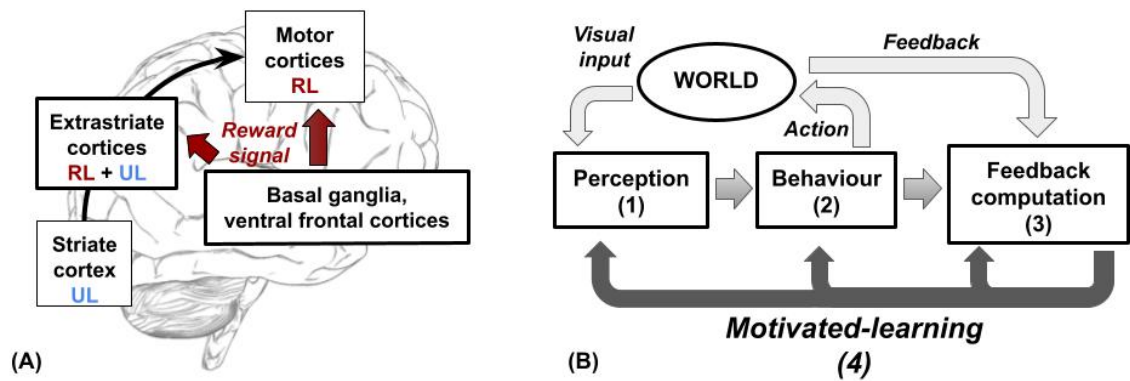 Motor
cortices
RL
Extrastriate
cortices
RL + UL
Reward
signal
Basal ganglia,
ventral frontal cortices
Striate
cortex
UL
(A)
Visual
input
WORLD
Feedback
Action
Perception
(1)
Behaviour
(2)
Feedback
computation
(3)
Motivated-learning
(4)
(B)